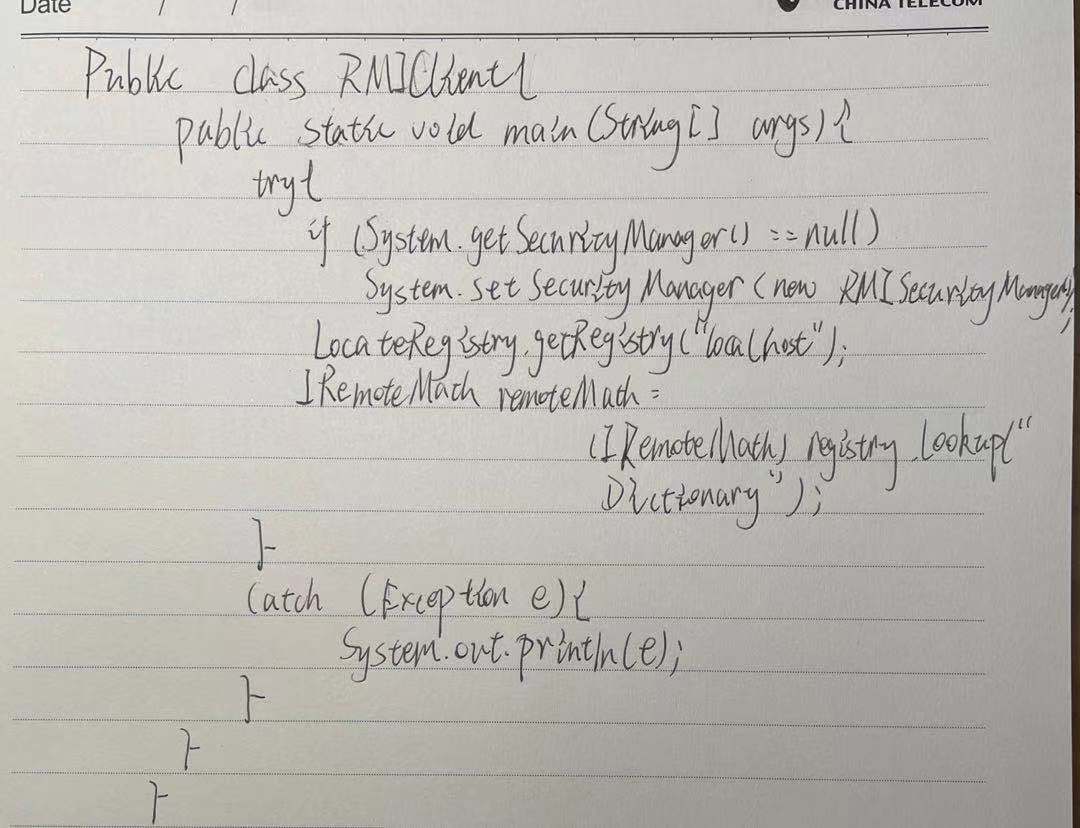 Date / /
CHINA TELECOM
Public class RMIClient{
public static void main(String[] args){
try{
if (System.getSecurityManager() ==null)
System.setSecurityManager(new RMISecurityManager());
LocateRegistry.getRegistry("localhost");
IRemoteMath remoteMath =
(IRemoteMath) registry.lookup("
Dictionary");
}
catch (Exception e){
System.out.println(e);
}
}
}